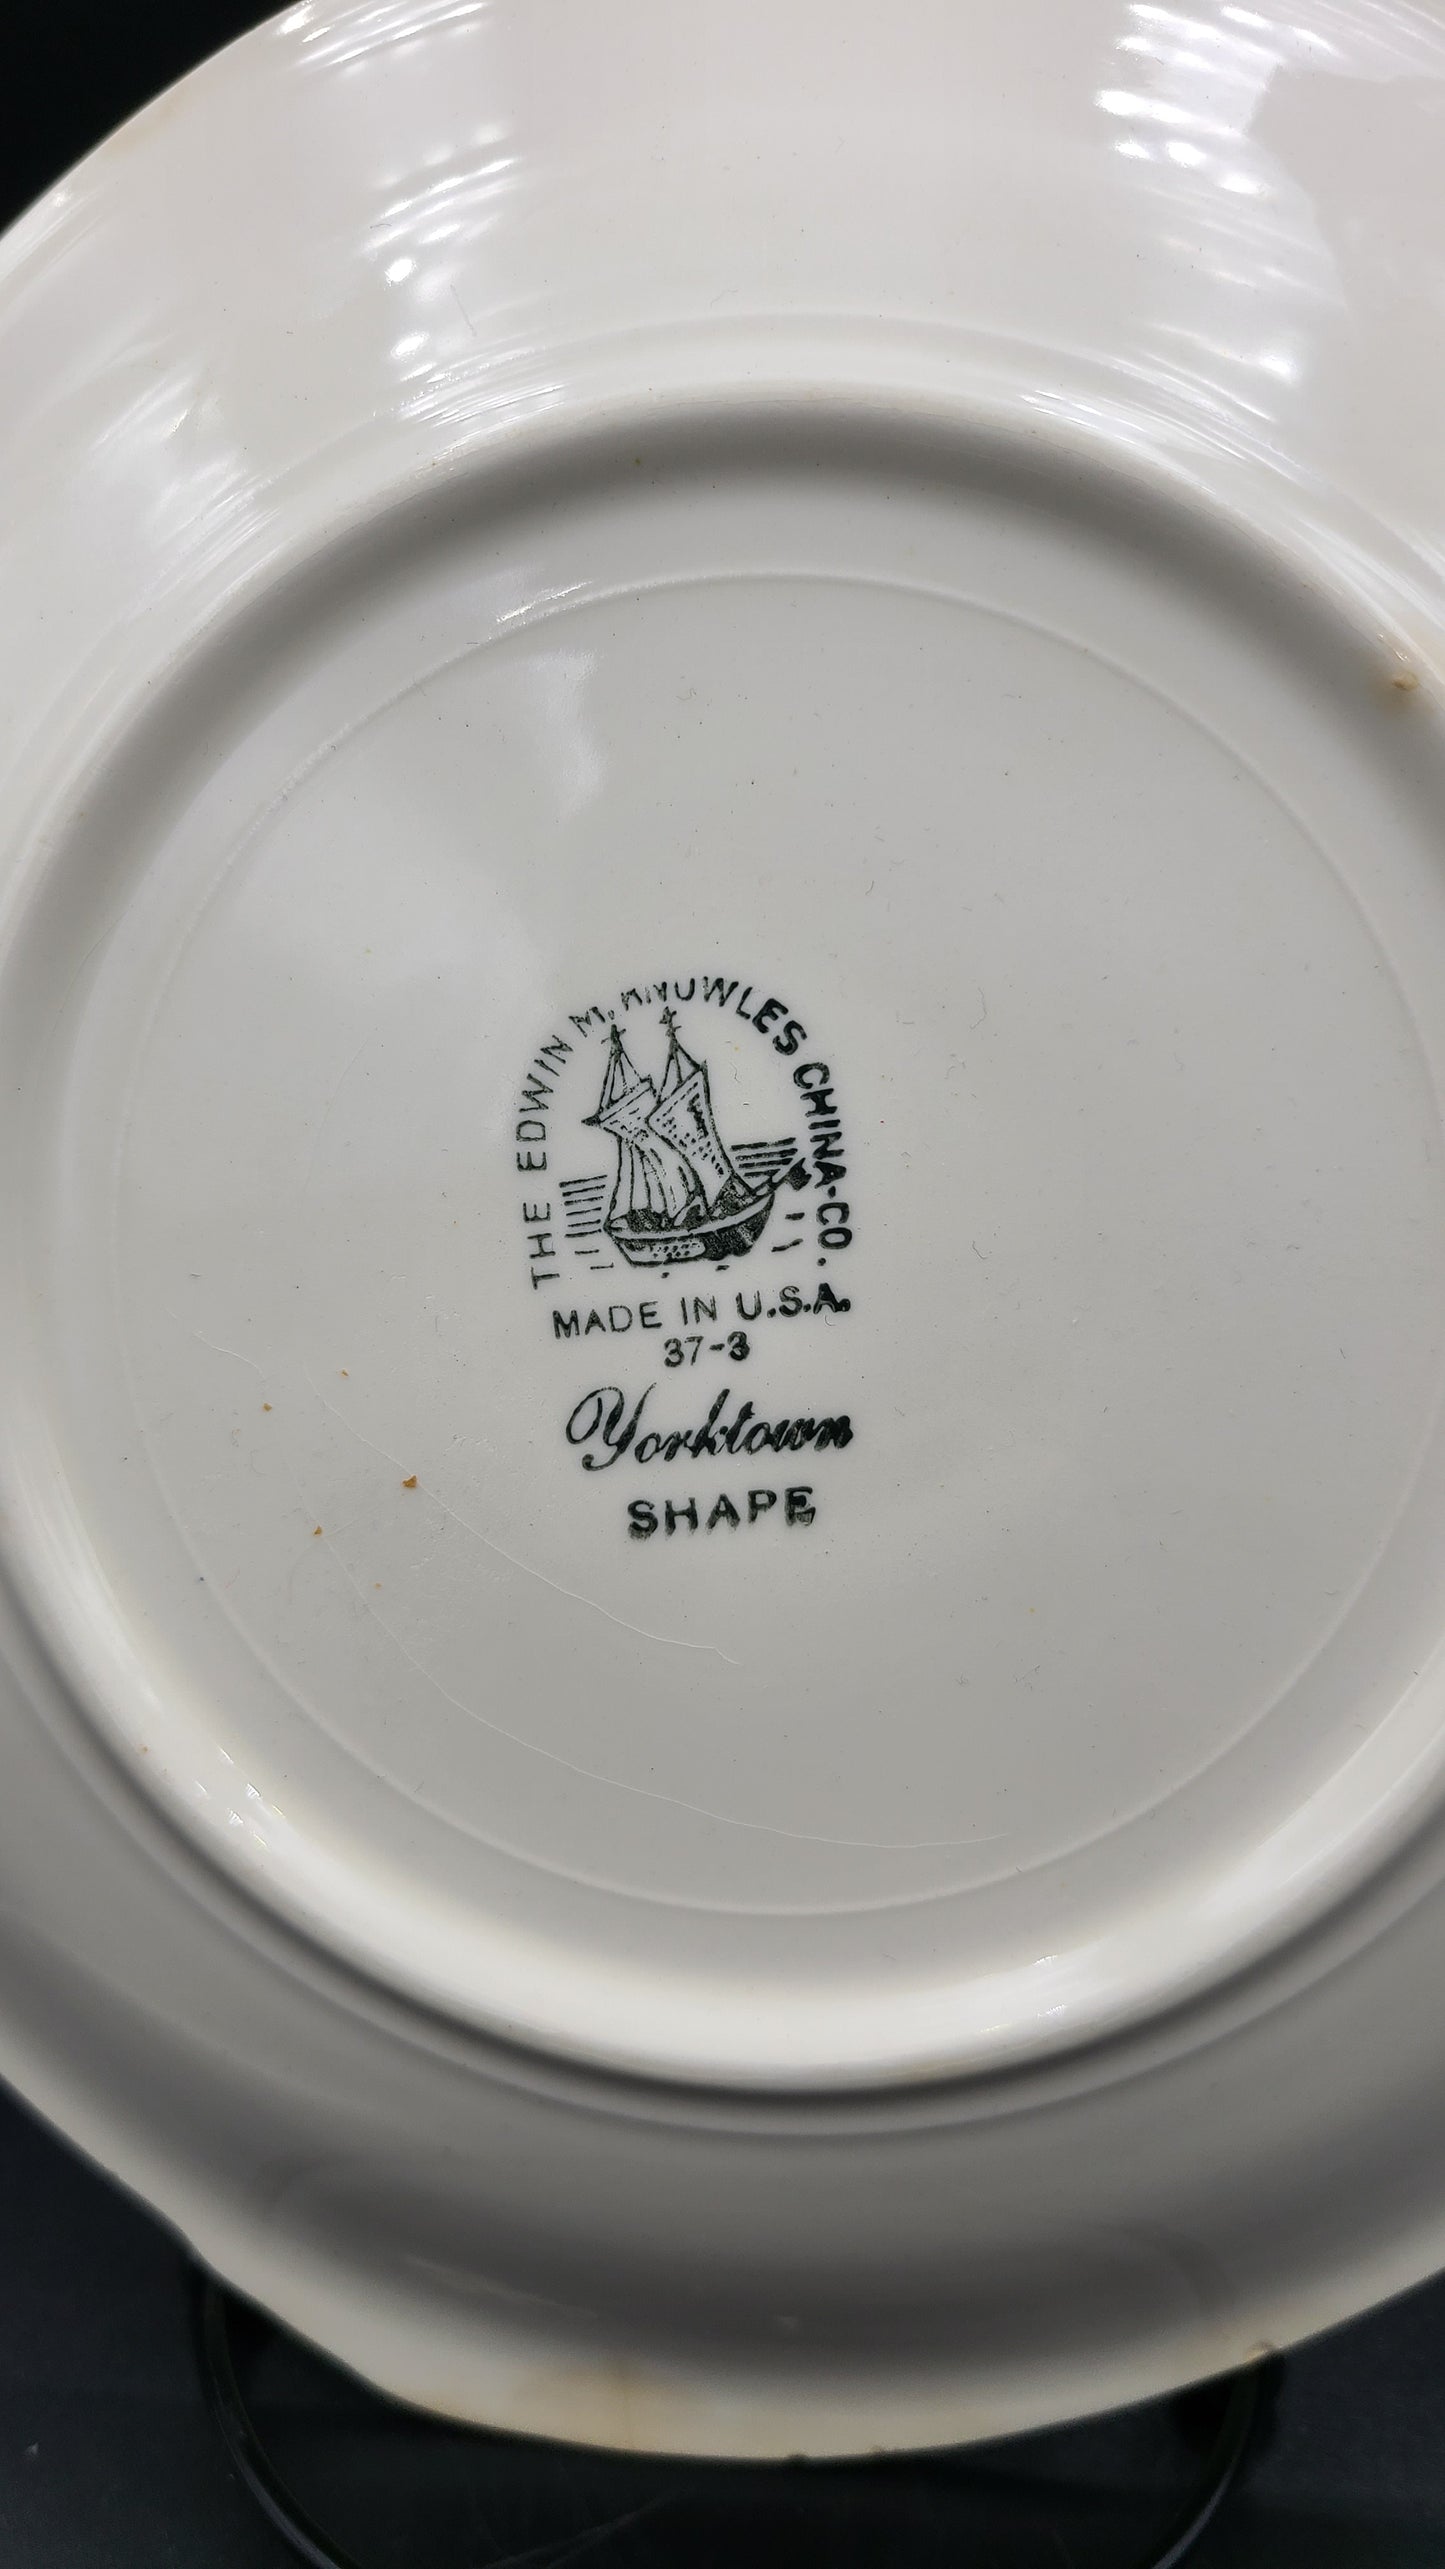 THE EDWIN M. KNOWLES CHINA-CO.
MADE IN U.S.A.
37-3
Yorktown
SHAPE